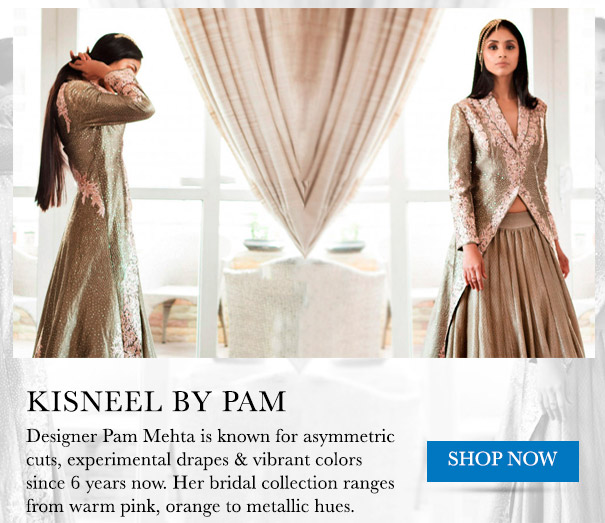 KISNEEL BY PAM
Designer Pam Mehta is known for asymmetric
cuts, experimental drapes & vibrant colors
since 6 years now. Her bridal collection ranges
from warm pink, orange to metallic hues.
SHOP NOW